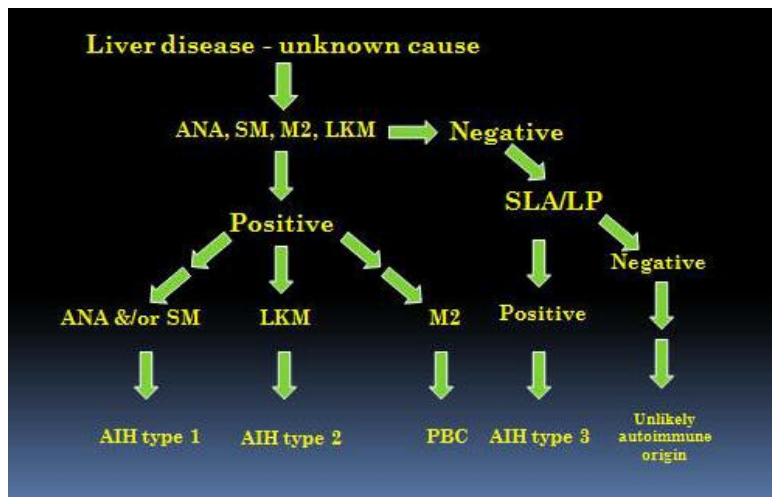 Liver disease - unknown cause
ANA, SM, M2, LKM
Negative
SLA/LP
Positive
Negative
ANA &/or SM
LKM
M2
Positive
AIH type 1
AIH type 2
PBC
AIH type 3
Unlikely
autoimmune
origin